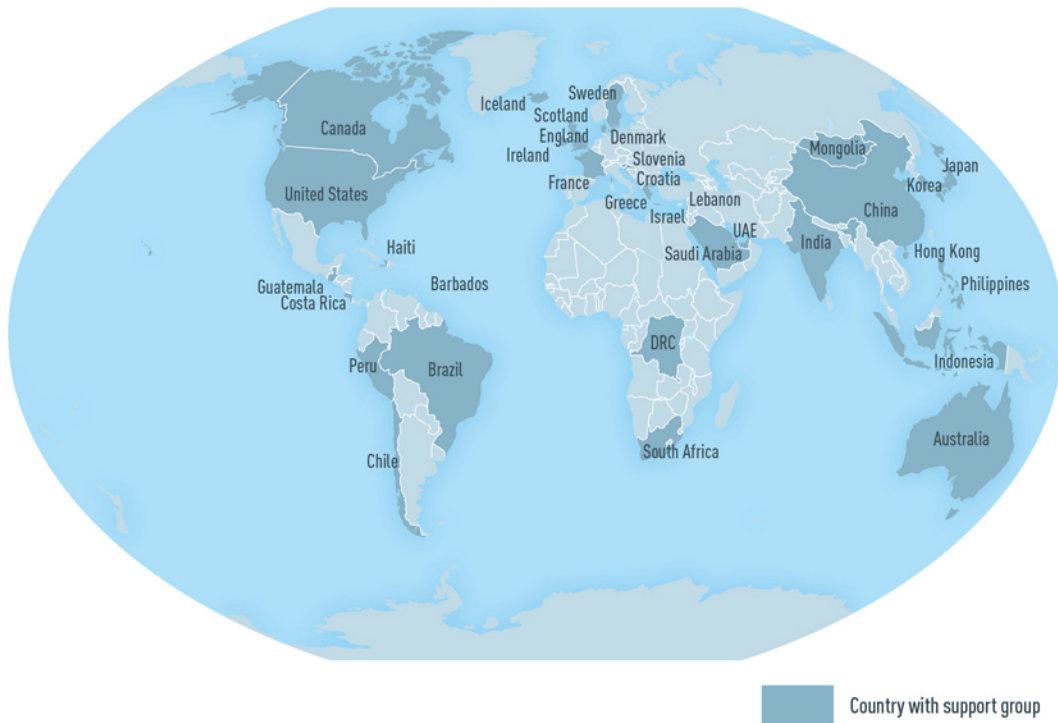 Iceland
Sweden
Scotland
Canada
England
Denmark
Mongolia
Ireland
Slovenia
Japan
Croatia
Korea
France
United States
Lebanon
Greece
China
Israel
UAE
India
Haiti
Saudi Arabia
Hong Kong
Guatemala
Barbados
Philippines
Costa Rica
DRC
Indonesia
Peru
Brazil
Australia
South Africa
Chile
Country with support group